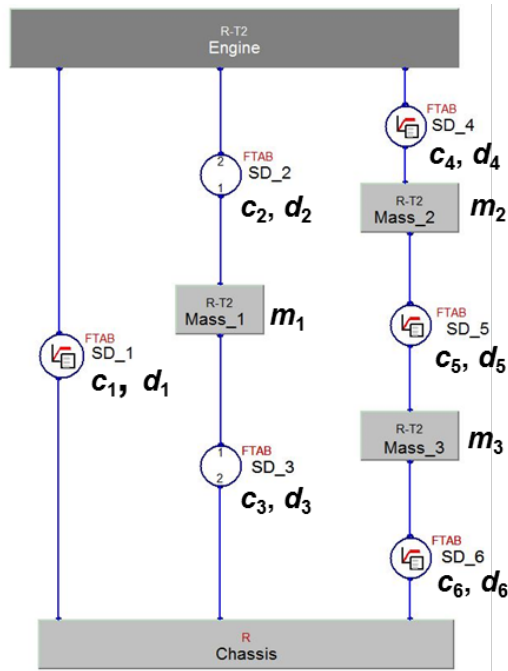 R-T2
Engine
FTAB
SD_4
c4, d4
2
1
FTAB
SD_2
c2, d2
R-T2
Mass_2
m2
R-T2
Mass_1
m1
FTAB
SD_5
c5, d5
FTAB
SD_1
c1, d1
R-T2
Mass_3
m3
1
2
FTAB
SD_3
c3, d3
FTAB
SD_6
c6, d6
R
Chassis